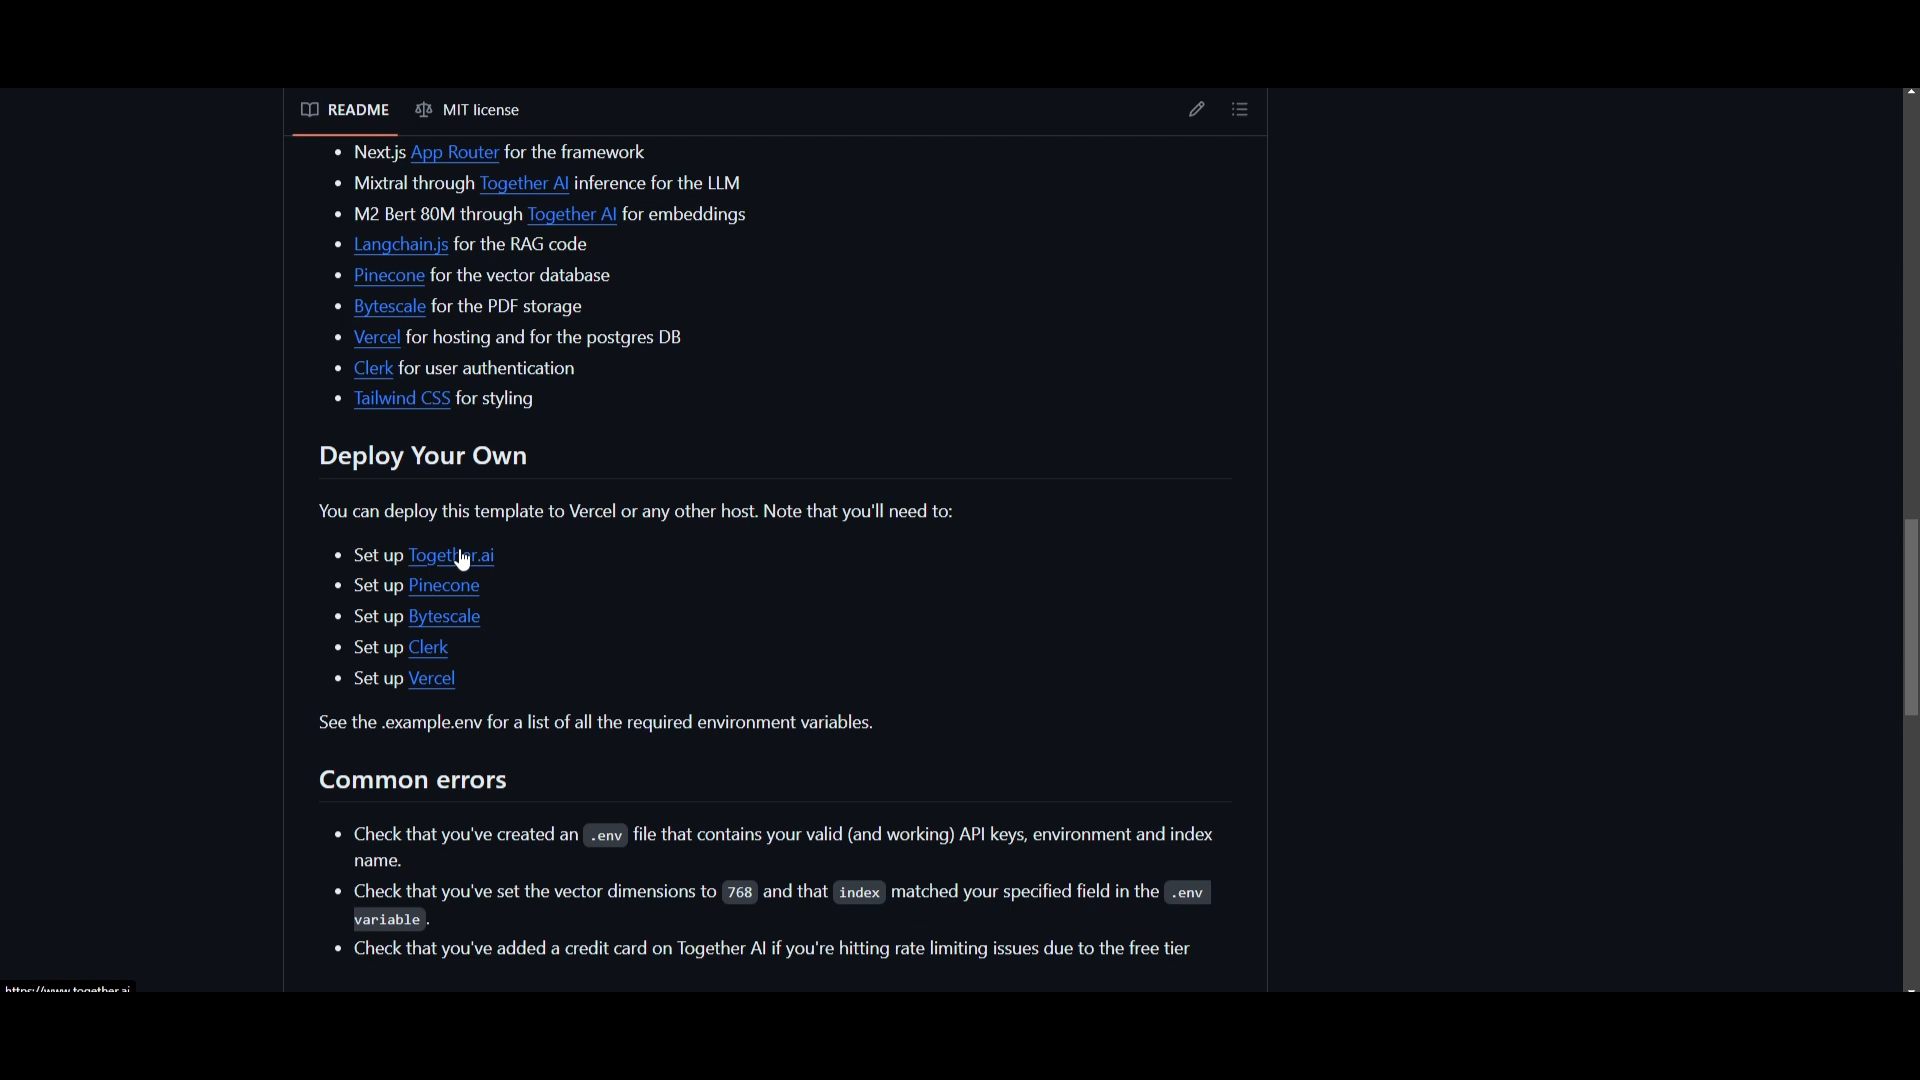 README MIT license
• Next.js App Router for the framework
• Mixtral through Together AI inference for the LLM
• M2 Bert 80M through Together AI for embeddings
• Langchain.js for the RAG code
• Pinecone for the vector database
• Bytescale for the PDF storage
• Vercel for hosting and for the postgres DB
• Clerk for user authentication
• Tailwind CSS for styling
Deploy Your Own
You can deploy this template to Vercel or any other host. Note that you'll need to:
• Set up Together.ai
• Set up Pinecone
• Set up Bytescale
• Set up Clerk
• Set up Vercel
See the .example.env for a list of all the required environment variables.
Common errors
• Check that you've created an .env file that contains your valid (and working) API keys, environment and index
name.
• Check that you've set the vector dimensions to 768 and that index matched your specified field in the .env
variable .
• Check that you've added a credit card on Together AI if you're hitting rate limiting issues due to the free tier
https://www.together.ai